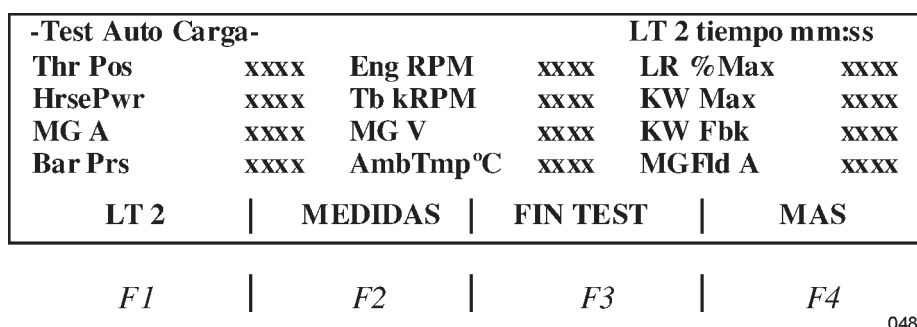 -Test Auto Carga- LT 2 tiempo mm:ss
Thr Pos xxxx Eng RPM xxxx LR %Max xxxx
HrsePwr xxxx Tb kRPM xxxx KW Max xxxx
MG A xxxx MG V xxxx KW Fbk xxxx
Bar Prs xxxx AmbTmpºC xxxx MGFld A xxxx
LT 2 | MEDIDAS | FIN TEST | MAS
F1 | F2 | F3 | F4
048